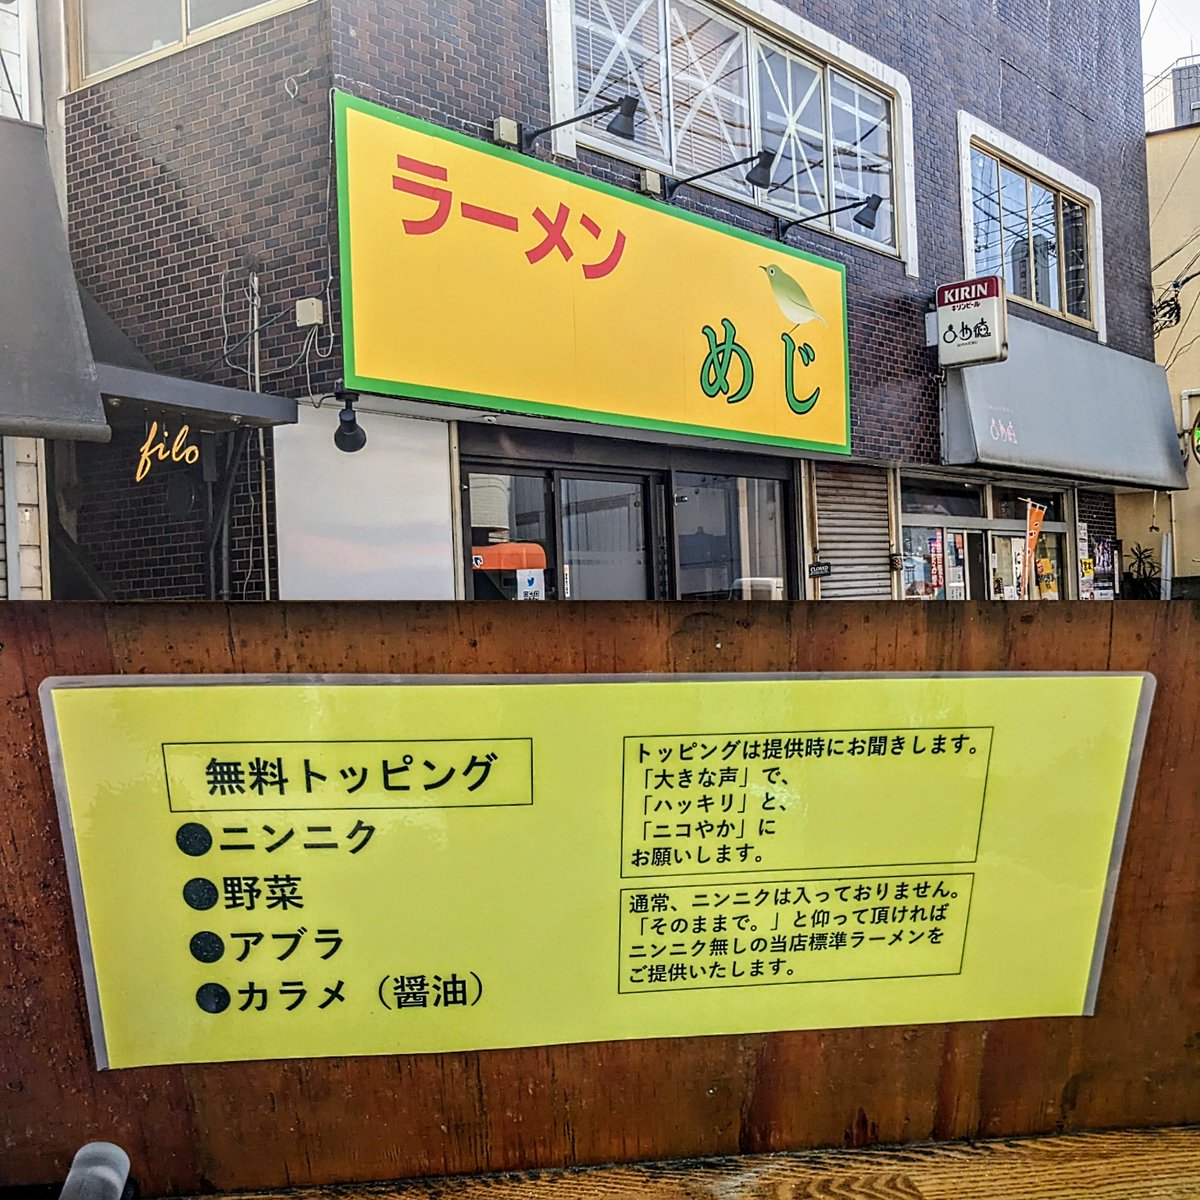 ラーメン
めじ
KIRIN
キリンビール
filo
CLOSED
無料トッピング
●ニンニク
●野菜
●アブラ
●カラメ（醤油）
トッピングは提供時にお聞きします。
「大きな声」で、
「ハッキリ」と、
「ニコやか」に
お願いします。
通常、ニンニクは入っておりません。
「そのままで。」と仰って頂ければ
ニンニク無しの当店標準ラーメンを
ご提供いたします。